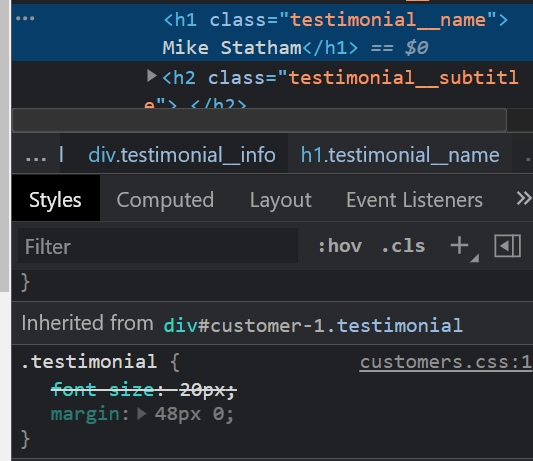 ... <h1 class="testimonial__name">
Mike Statham</h1> == $0
▶<h2 class="testimonial__subtitl
e"> </h2>
... l div.testimonial__info h1.testimonial__name .
Styles Computed Layout Event Listeners »
Filter :hov .cls +
}
Inherited from div#customer-1.testimonial
.testimonial { customers.css:1
font-size: 20px;
margin: ▶ 48px 0;
}